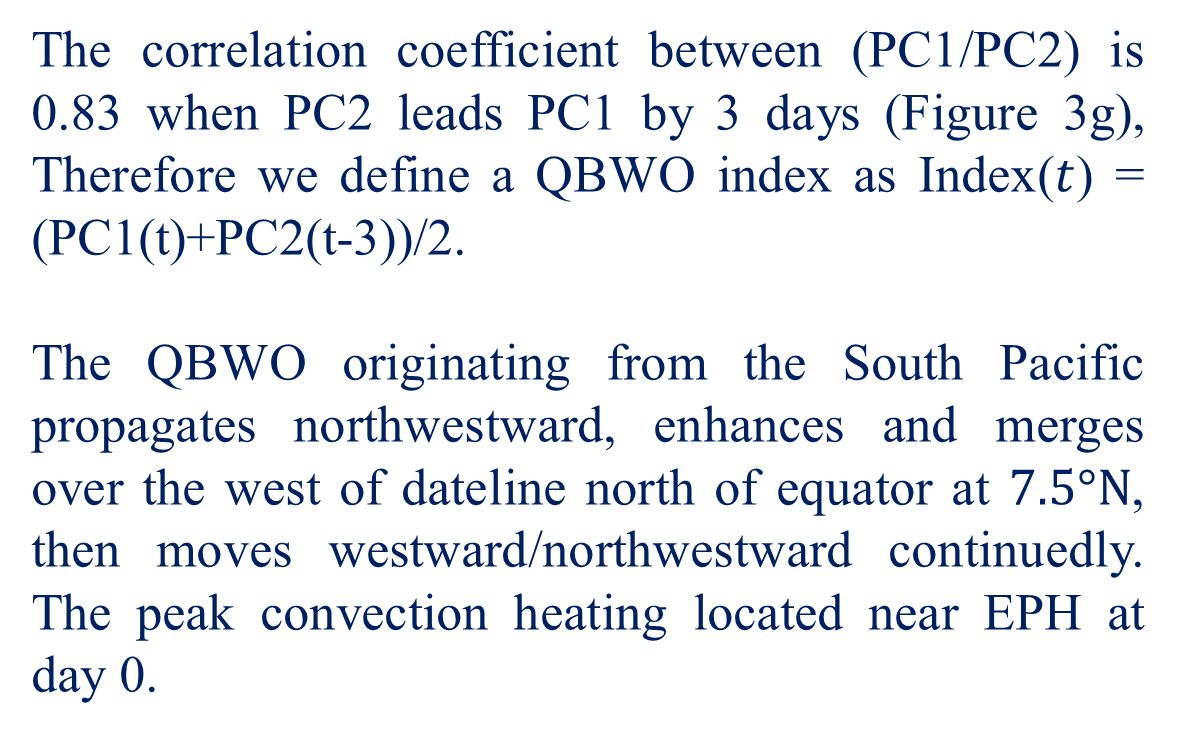 The correlation coefficient between (PC1/PC2) is
0.83 when PC2 leads PC1 by 3 days (Figure 3g),
Therefore we define a QBWO index as Index(t) =
(PC1(t)+PC2(t-3))/2.
The QBWO originating from the South Pacific
propagates northwestward, enhances and merges
over the west of dateline north of equator at 7.5°N,
then moves westward/northwestward continuedly.
The peak convection heating located near EPH at
day 0.